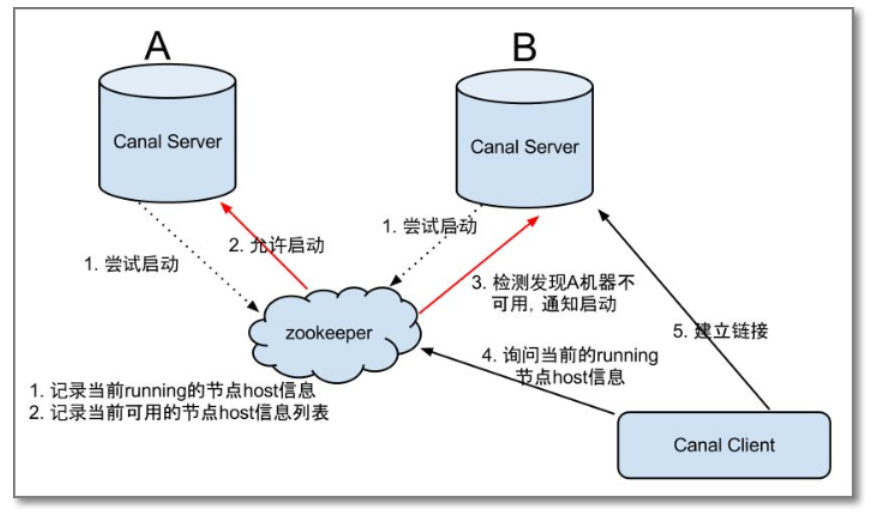 A
B
Canal Server
Canal Server
1. 尝试启动
2. 允许启动
1. 尝试启动
3. 检测发现A机器不
可用, 通知启动
zookeeper
5. 建立链接
4. 询问当前的running
节点host信息
1. 记录当前running的节点host信息
2. 记录当前可用的节点host信息列表
Canal Client